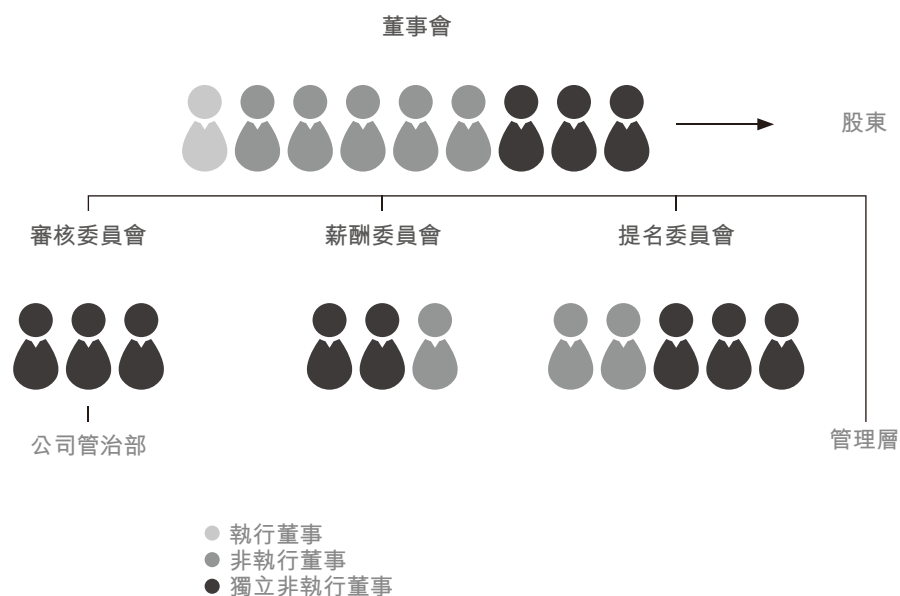 董事會
股東
審核委員會
薪酬委員會
提名委員會
公司管治部
管理層
執行董事
非執行董事
獨立非執行董事